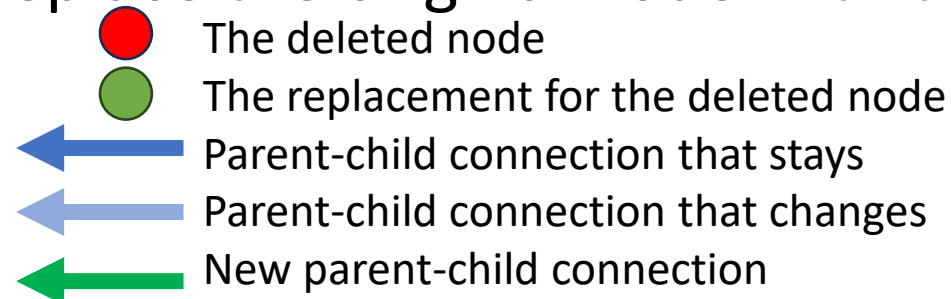 The deleted node
The replacement for the deleted node
Parent-child connection that stays
Parent-child connection that changes
New parent-child connection